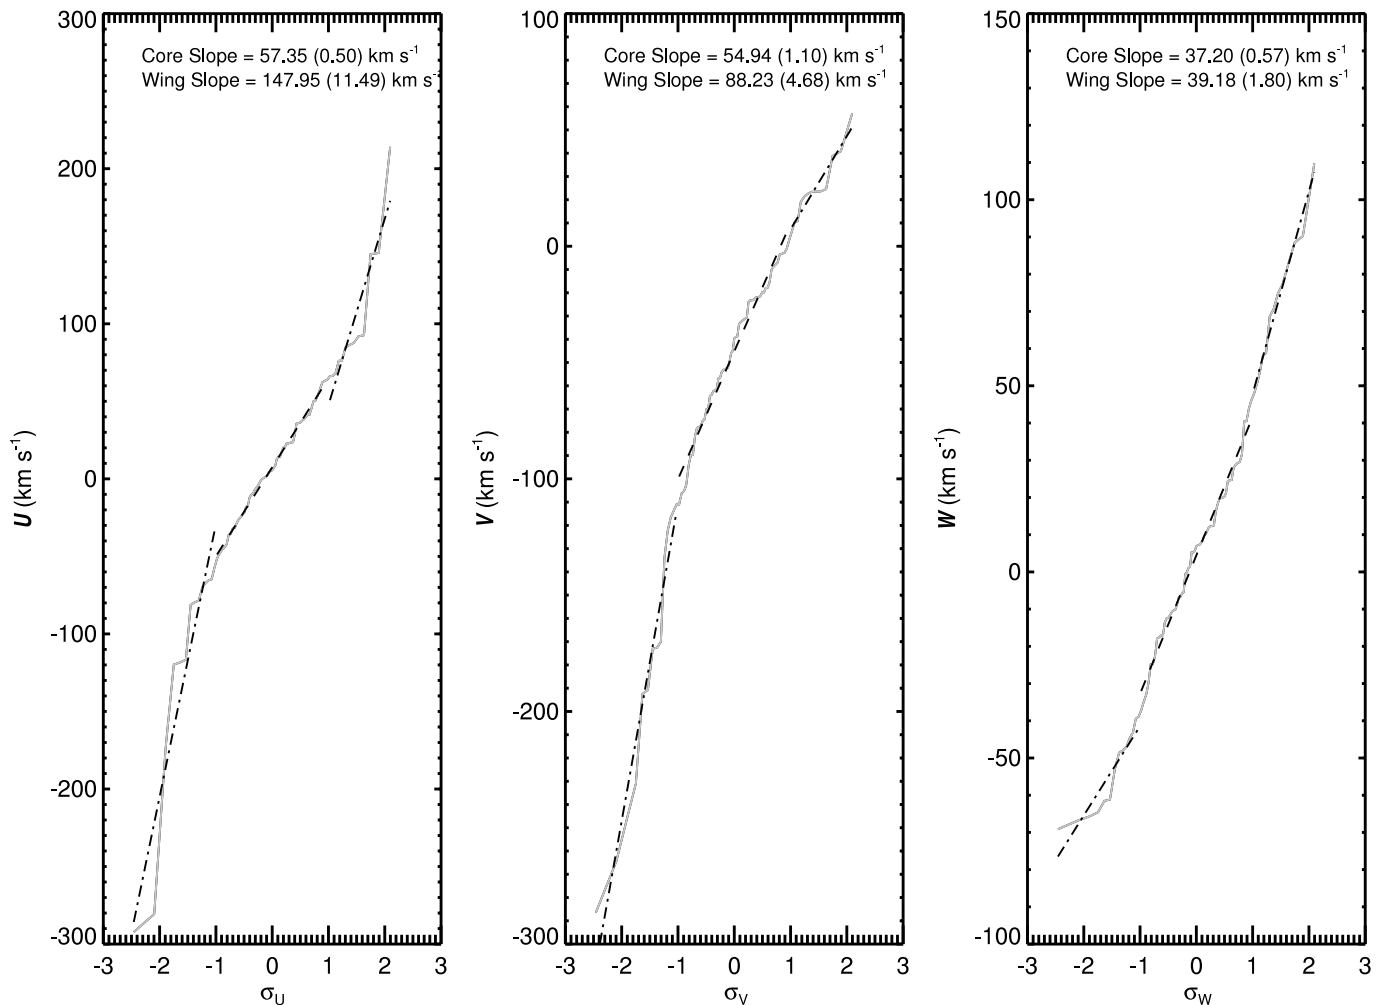 Core Slope = 57.35 (0.50) km s⁻¹
Wing Slope = 147.95 (11.49) km s⁻¹
300
200
100
0
-100
-200
-300
U (km s⁻¹)
-3 -2 -1 0 1 2 3
σU
Core Slope = 54.94 (1.10) km s⁻¹
Wing Slope = 88.23 (4.68) km s⁻¹
100
0
-100
-200
-300
V (km s⁻¹)
-3 -2 -1 0 1 2 3
σV
Core Slope = 37.20 (0.57) km s⁻¹
Wing Slope = 39.18 (1.80) km s⁻¹
150
100
50
0
-50
-100
W (km s⁻¹)
-3 -2 -1 0 1 2 3
σW